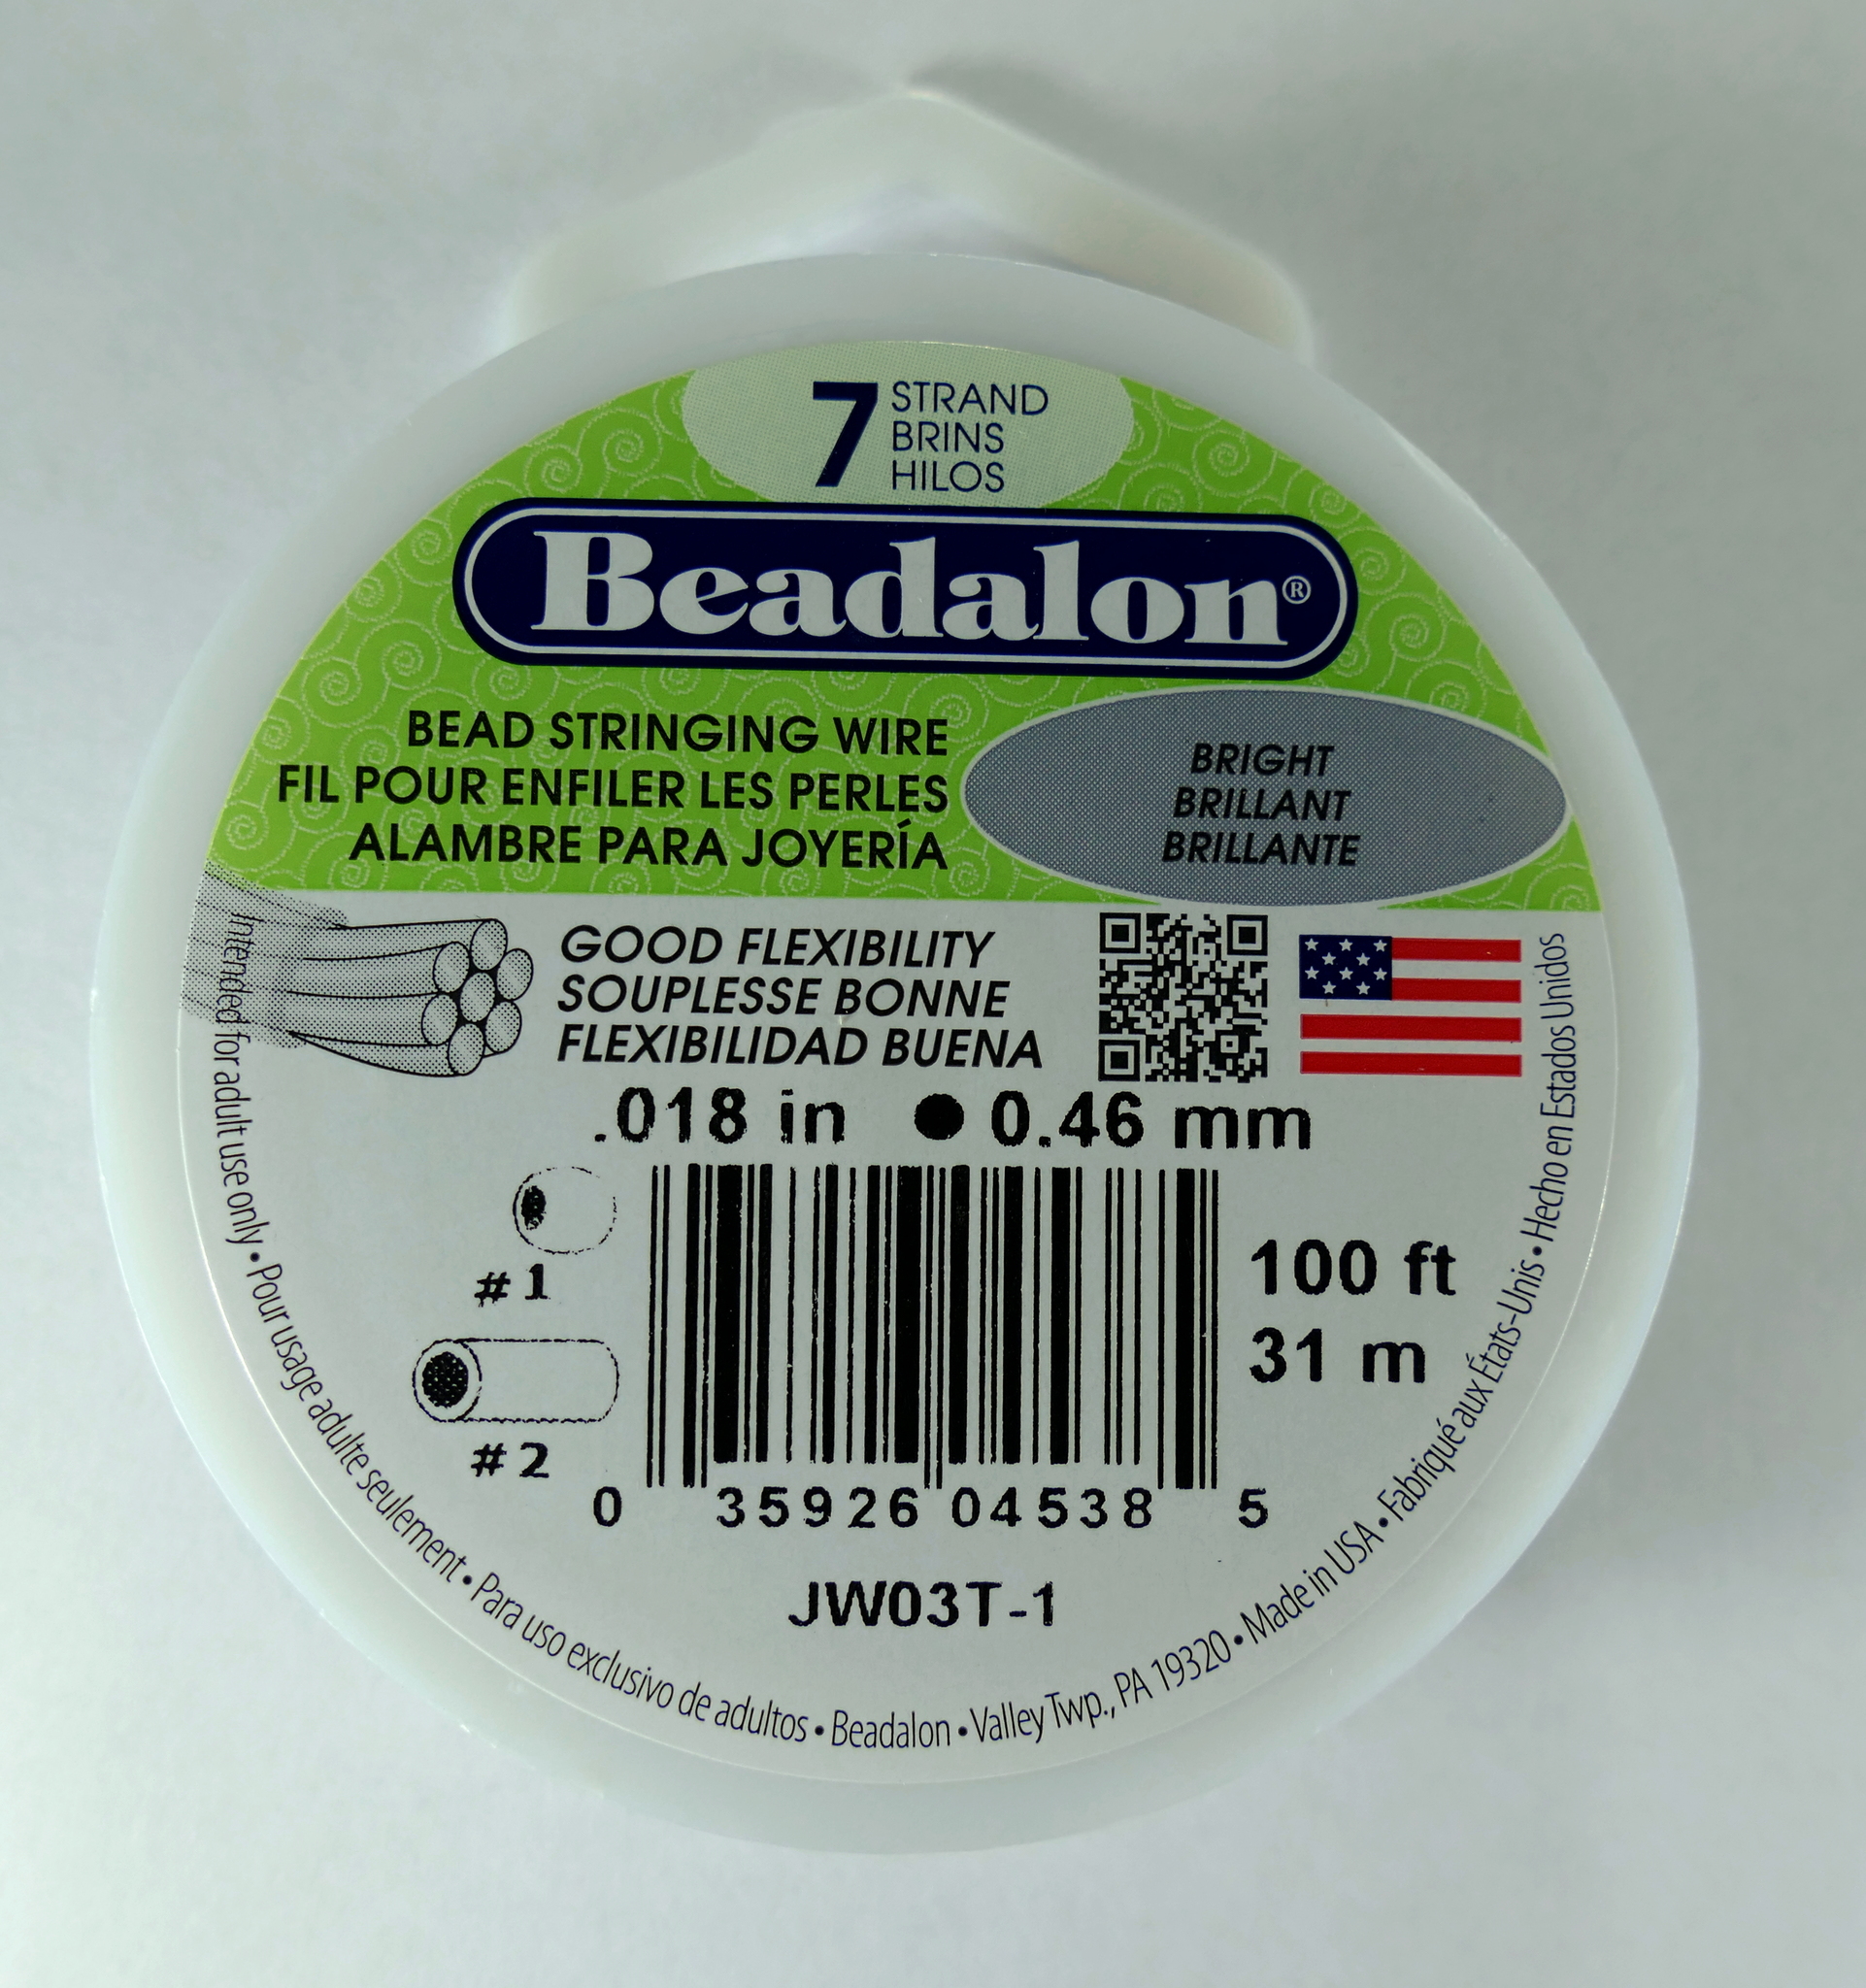 7 STRAND
BRINS
HILOS
Beadalon®
BEAD STRINGING WIRE
FIL POUR ENFILER LES PERLES
ALAMBRE PARA JOYERÍA
BRIGHT
BRILLANT
BRILLANTE
GOOD FLEXIBILITY
SOUPLESSE BONNE
FLEXIBILIDAD BUENA
.018 in ● 0.46 mm
#1
#2
100 ft
31 m
0 35926 04538 5
JW03T-1
Intended for adult use only • Pour usage adulte seulement • Para uso exclusivo de adultos • Beadalon • Valley Twp., PA 19320 • Made in USA • Fabriqué aux États-Unis • Hecho en Estados Unidos